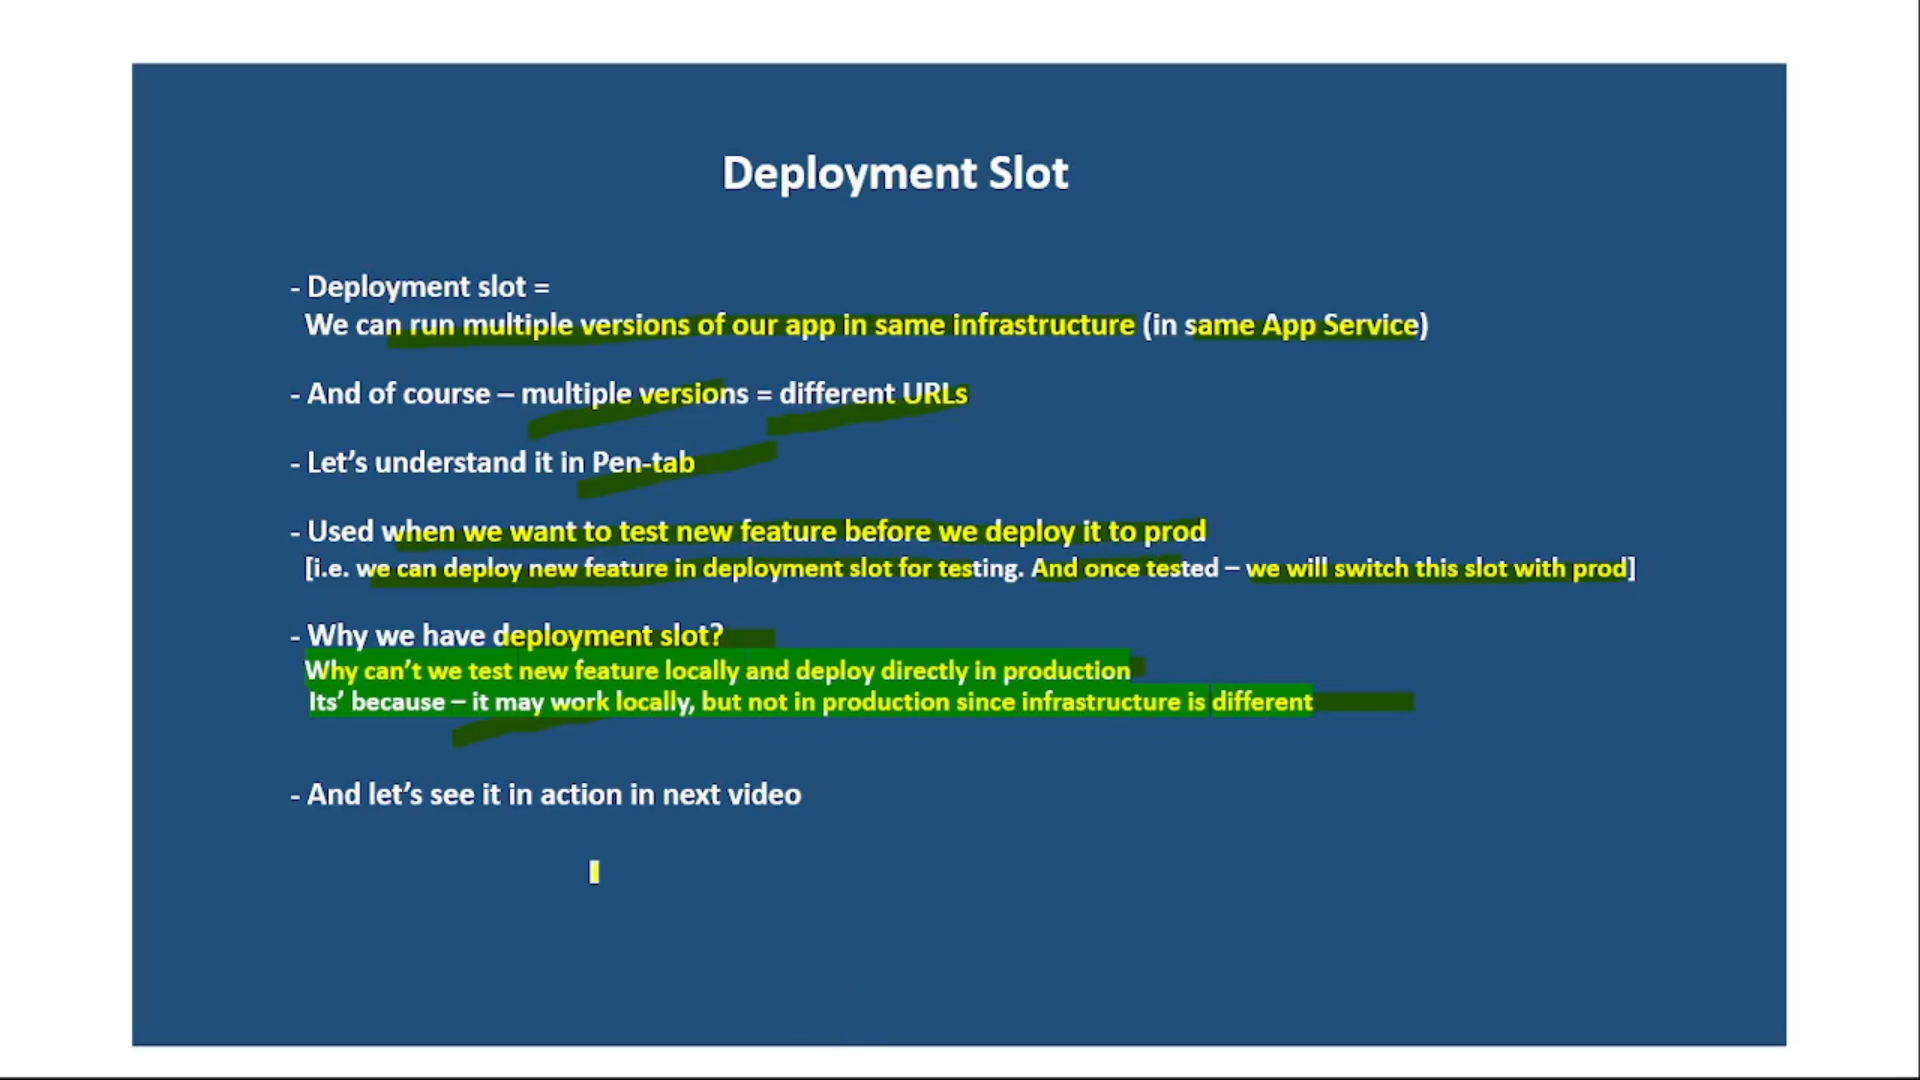 Deployment Slot
- Deployment slot =
We can run multiple versions of our app in same infrastructure (in same App Service)
- And of course – multiple versions = different URLs
- Let’s understand it in Pen-tab
- Used when we want to test new feature before we deploy it to prod
[i.e. we can deploy new feature in deployment slot for testing. And once tested – we will switch this slot with prod]
- Why we have deployment slot?
Why can’t we test new feature locally and deploy directly in production
Its’ because – it may work locally, but not in production since infrastructure is different
- And let’s see it in action in next video